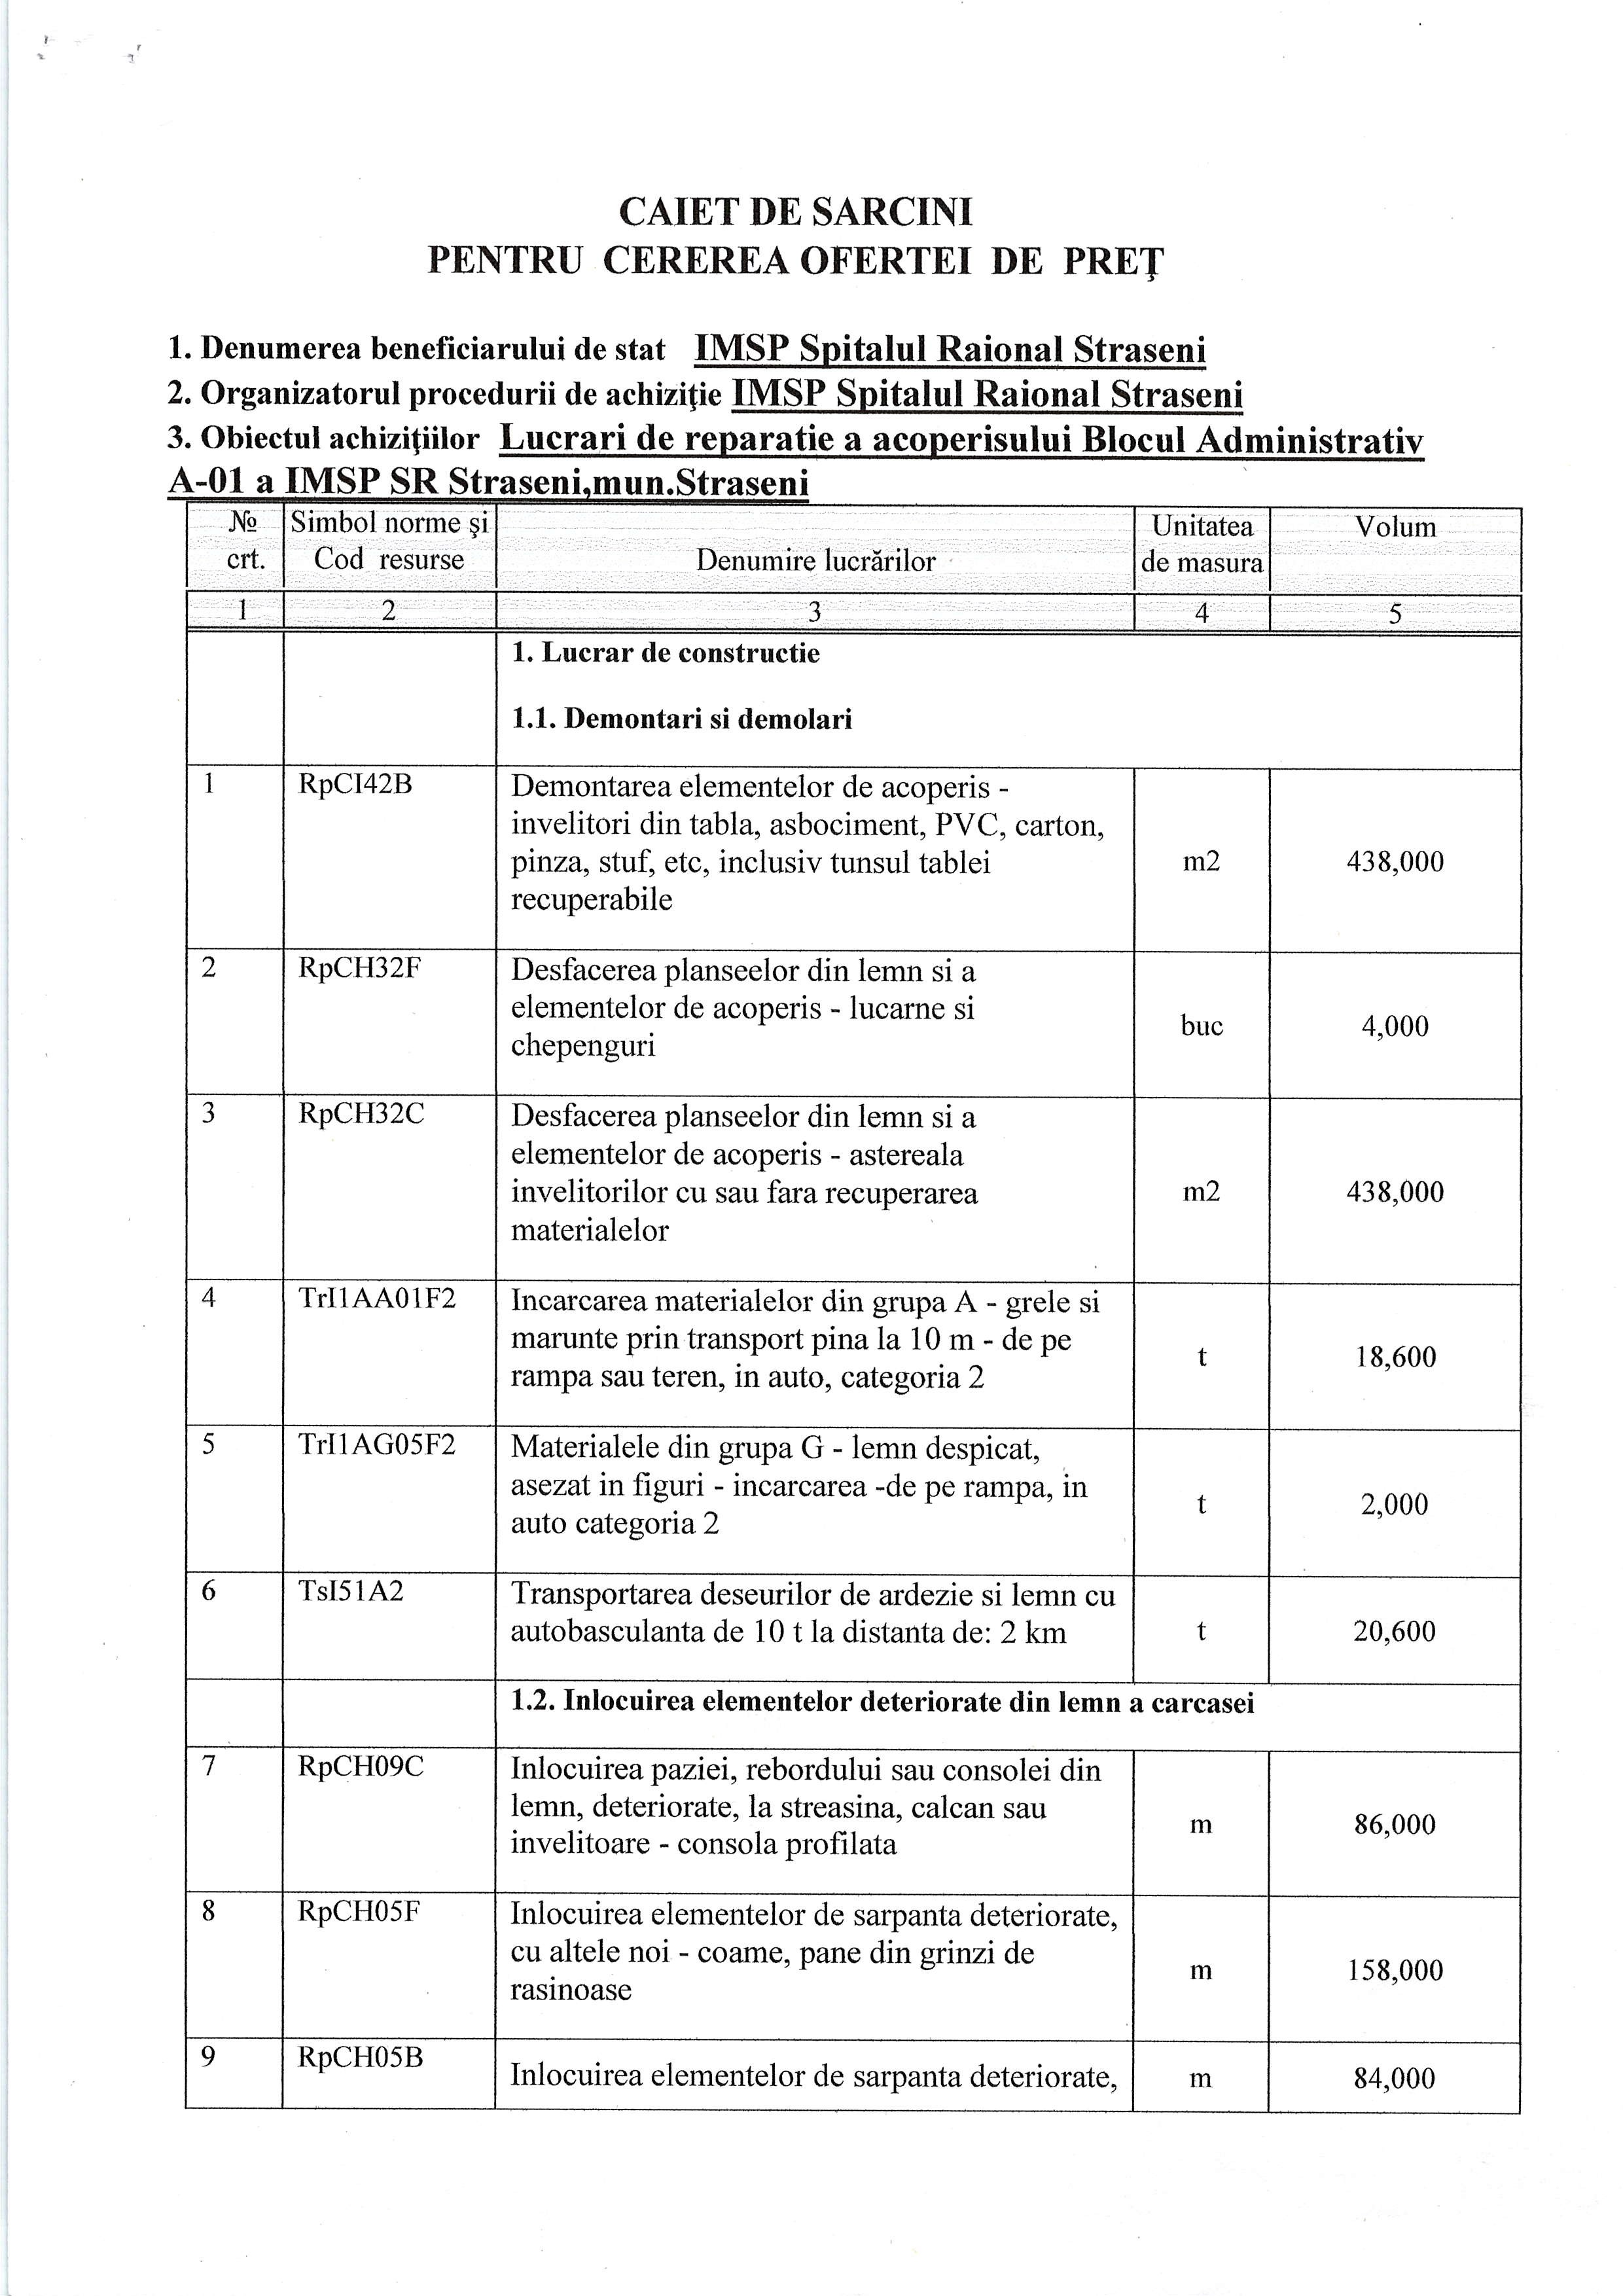 CAIET DE SARCINI
PENTRU CEREREA OFERTEI DE PREŢ
1. Denumerea beneficiarului de stat IMSP Spitalul Raional Straseni
2. Organizatorul procedurii de achiziţie IMSP Spitalul Raional Straseni
3. Obiectul achiziţiilor Lucrari de reparatie a acoperisului Blocul Administrativ
A-01 a IMSP SR Straseni,mun.Straseni
№ crt. Simbol norme şi Cod resurse Denumire lucrărilor Unitatea de masura Volum
1 2 3 4 5
1. Lucrar de constructie
1.1. Demontari si demolari
1 RpCI42B Demontarea elementelor de acoperis -
invelitori din tabla, asbociment, PVC, carton,
pinza, stuf, etc, inclusiv tunsul tablei m2 438,000
recuperabile
2 RpCH32F Desfacerea planseelor din lemn si a
elementelor de acoperis - lucarne si buc 4,000
chepenguri
3 RpCH32C Desfacerea planseelor din lemn si a
elementelor de acoperis - astereala
invelitorilor cu sau fara recuperarea m2 438,000
materialelor
4 TrI1AA01F2 Incarcarea materialelor din grupa A - grele si
marunte prin transport pina la 10 m - de pe t 18,600
rampa sau teren, in auto, categoria 2
5 TrI1AG05F2 Materialele din grupa G - lemn despicat,
asezat in figuri - incarcarea -de pe rampa, in t 2,000
auto categoria 2
6 TsI51A2 Transportarea deseurilor de ardezie si lemn cu
autobasculanta de 10 t la distanta de: 2 km t 20,600
1.2. Inlocuirea elementelor deteriorate din lemn a carcasei
7 RpCH09C Inlocuirea paziei, rebordului sau consolei din
lemn, deteriorate, la streasina, calcan sau m 86,000
invelitoare - consola profilata
8 RpCH05F Inlocuirea elementelor de sarpanta deteriorate,
cu altele noi - coame, pane din grinzi de m 158,000
rasinoase
9 RpCH05B Inlocuirea elementelor de sarpanta deteriorate, m 84,000